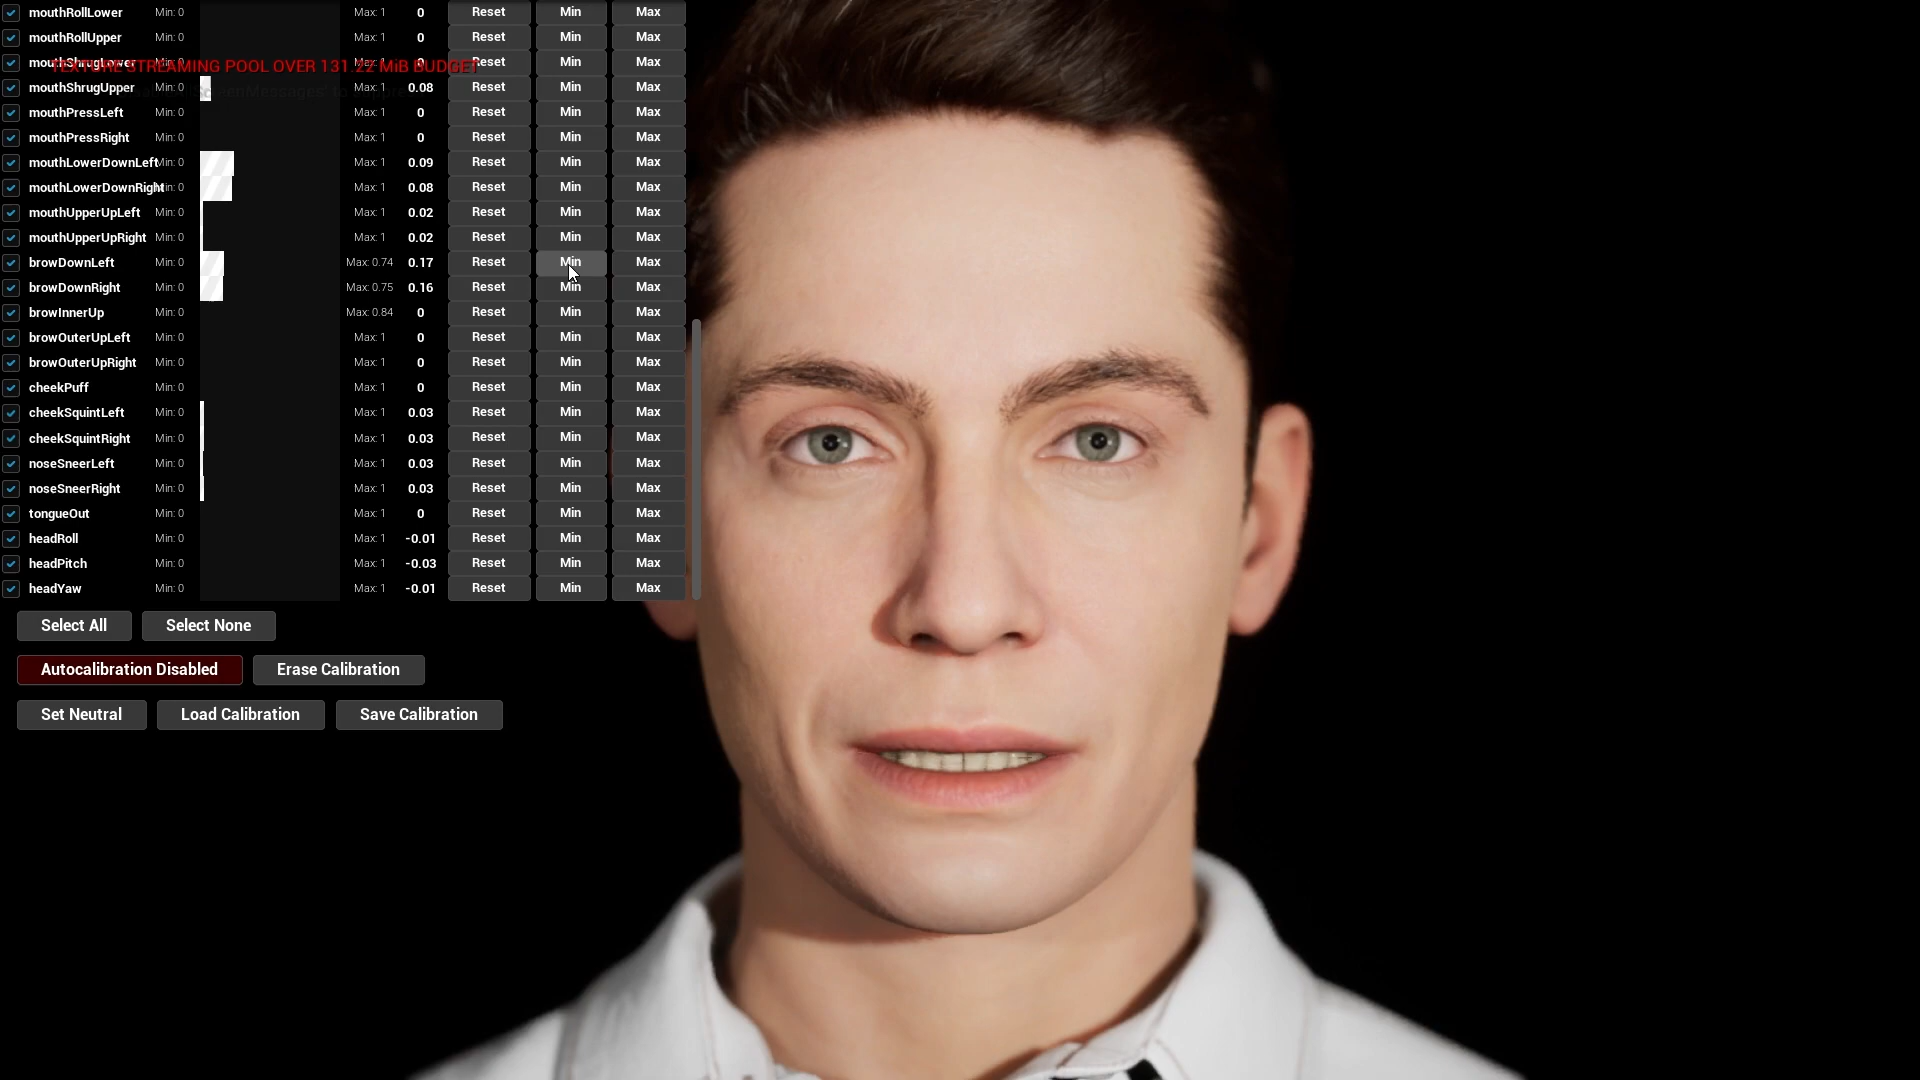 mouthRollLower Min: 0 Max: 1 0 Reset Min Max
mouthRollUpper Min: 0 Max: 1 0 Reset Min Max
mouthShrugLower Min: 0 Max: 1 0 Reset Min Max
TEXTURE STREAMING POOL OVER 131.22 MiB BUDGET
mouthShrugUpper Min: 0 Max: 1 0.08 Reset Min Max
mouthPressLeft Min: 0 Max: 1 0 Reset Min Max
mouthPressRight Min: 0 Max: 1 0 Reset Min Max
mouthLowerDownLeft Min: 0 Max: 1 0.09 Reset Min Max
mouthLowerDownRight Min: 0 Max: 1 0.08 Reset Min Max
mouthUpperUpLeft Min: 0 Max: 1 0.02 Reset Min Max
mouthUpperUpRight Min: 0 Max: 1 0.02 Reset Min Max
browDownLeft Min: 0 Max: 0.74 0.17 Reset Min Max
browDownRight Min: 0 Max: 0.75 0.16 Reset Min Max
browInnerUp Min: 0 Max: 0.84 0 Reset Min Max
browOuterUpLeft Min: 0 Max: 1 0 Reset Min Max
browOuterUpRight Min: 0 Max: 1 0 Reset Min Max
cheekPuff Min: 0 Max: 1 0 Reset Min Max
cheekSquintLeft Min: 0 Max: 1 0.03 Reset Min Max
cheekSquintRight Min: 0 Max: 1 0.03 Reset Min Max
noseSneerLeft Min: 0 Max: 1 0.03 Reset Min Max
noseSneerRight Min: 0 Max: 1 0.03 Reset Min Max
tongueOut Min: 0 Max: 1 0 Reset Min Max
headRoll Min: 0 Max: 1 -0.01 Reset Min Max
headPitch Min: 0 Max: 1 -0.03 Reset Min Max
headYaw Min: 0 Max: 1 -0.01 Reset Min Max
Select All Select None
Autocalibration Disabled Erase Calibration
Set Neutral Load Calibration Save Calibration